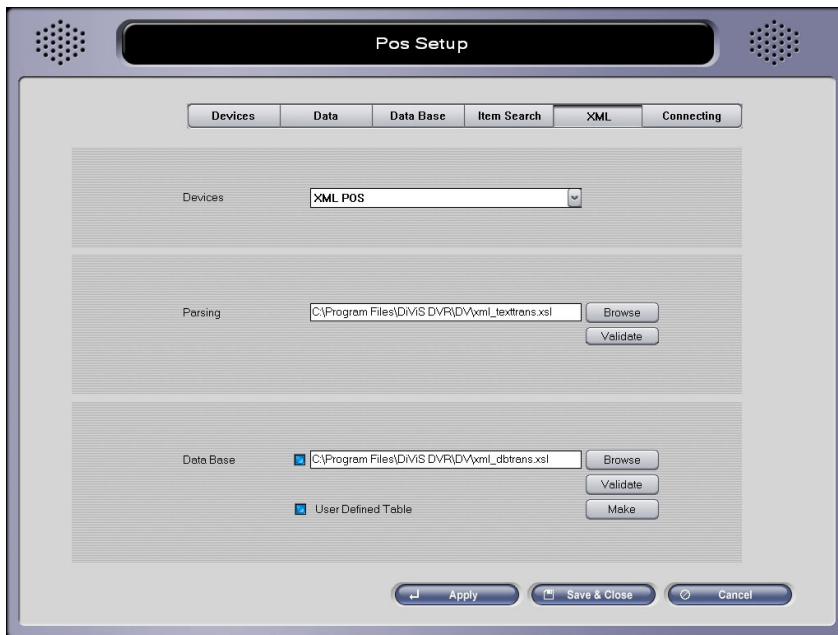 Pos Setup
Devices Data Data Base Item Search XML Connecting
Devices XML POS
Parsing C:\Program Files\DiViS DVR\DV\xml_texttrans.xsl Browse
Validate
Data Base C:\Program Files\DiViS DVR\DV\xml_dbtrans.xsl Browse
Validate
User Defined Table Make
Apply Save & Close Cancel